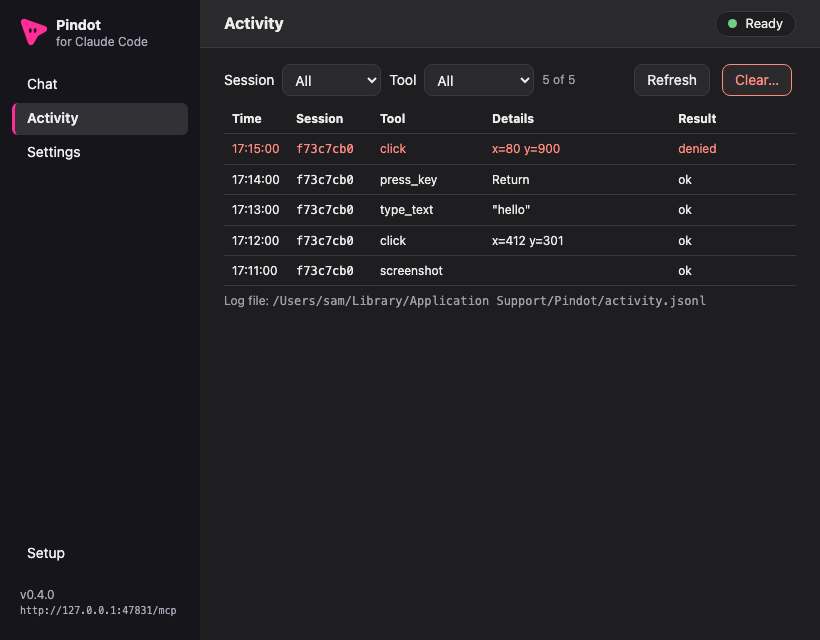 Pindot
for Claude Code
Chat
Activity
Settings
Setup
v0.4.0
http://127.0.0.1:47831/mcp
Activity
Ready
Session All Tool All 5 of 5 Refresh Clear...
Time Session Tool Details Result
17:15:00 f73c7cb0 click x=80 y=900 denied
17:14:00 f73c7cb0 press_key Return ok
17:13:00 f73c7cb0 type_text "hello" ok
17:12:00 f73c7cb0 click x=412 y=301 ok
17:11:00 f73c7cb0 screenshot ok
Log file: /Users/sam/Library/Application Support/Pindot/activity.jsonl